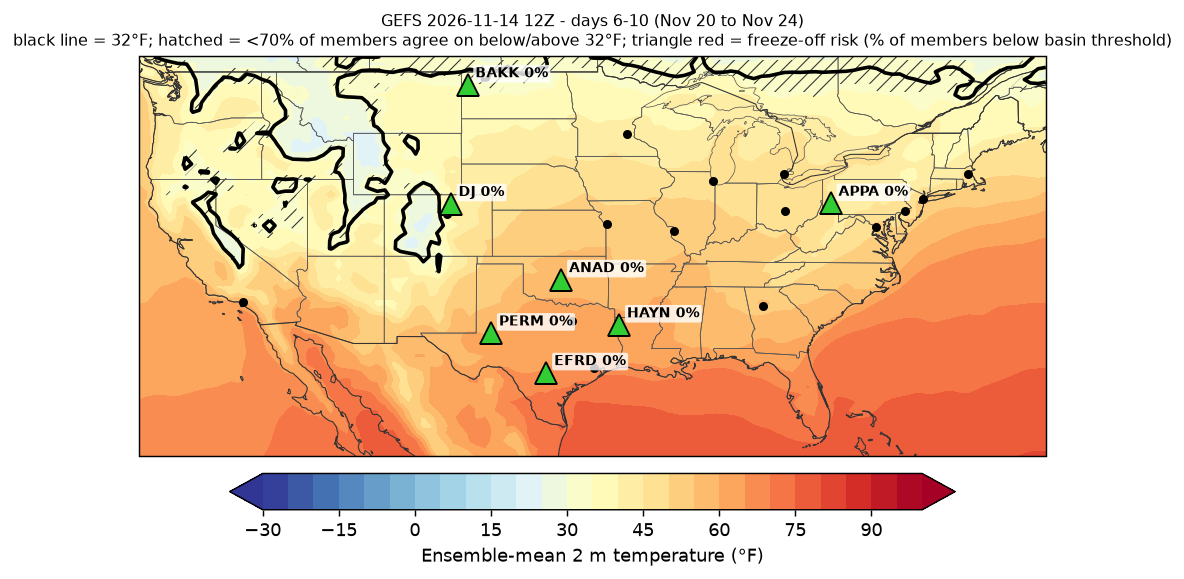 GEFS 2026-11-14 12Z - days 6-10 (Nov 20 to Nov 24)
black line = 32°F; hatched = <70% of members agree on below/above 32°F; triangle red = freeze-off risk (% of members below basin threshold)
BAKK 0%
DJ 0%
APPA 0%
ANAD 0%
HAYN 0%
PERM 0%
EFRD 0%
−30 −15 0 15 30 45 60 75 90
Ensemble-mean 2 m temperature (°F)